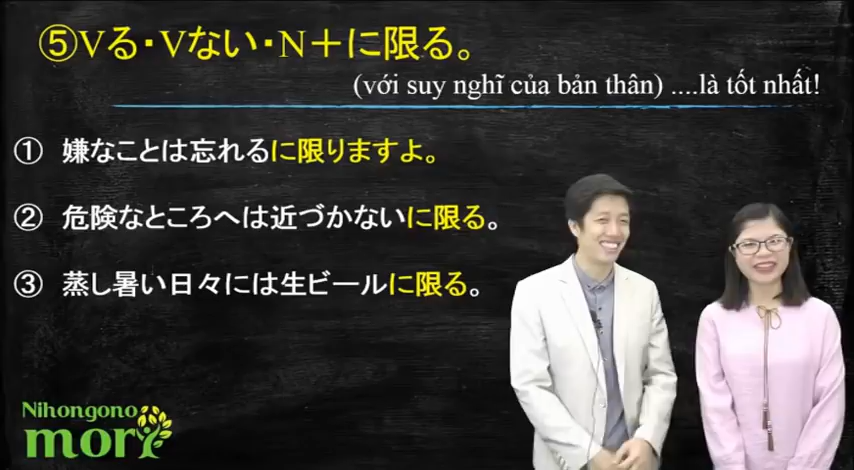 ⑤Vる・Vない・N＋に限る。
(với suy nghĩ của bản thân) ....là tốt nhất!
① 嫌なことは忘れるに限りますよ。
② 危険なところへは近づかないに限る。
③ 蒸し暑い日々には生ビールに限る。
Nihongono
mori